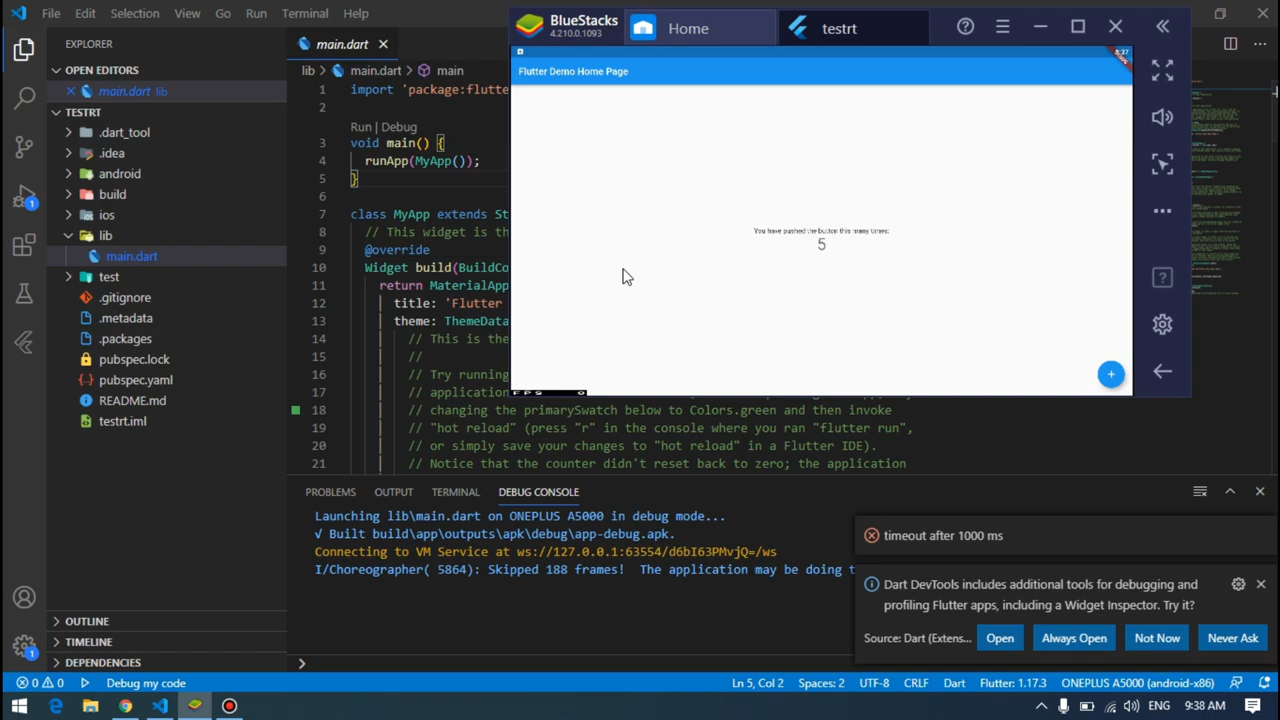 File Edit Selection View Go Run Terminal Help
BlueStacks
4.210.0.1093
Home
testrt
EXPLORER
OPEN EDITORS
main.dart lib
TESTRT
.dart_tool
.idea
android
build
ios
lib
main.dart
test
.gitignore
.metadata
.packages
pubspec.lock
pubspec.yaml
README.md
testrt.iml
OUTLINE
TIMELINE
DEPENDENCIES
main.dart
lib > main.dart > main
1 import 'package:flutte
2
Run | Debug
3 void main() {
4 runApp(MyApp());
5 }
6
7 class MyApp extends St
8 // This widget is th
9 @override
10 Widget build(BuildCo
11 return MaterialApp
12 title: 'Flutter
13 theme: ThemeData
14 // This is the
15 //
16 // Try running
17 // application
18 // changing the primarySwatch below to Colors.green and then invoke
19 // "hot reload" (press "r" in the console where you ran "flutter run",
20 // or simply save your changes to "hot reload" in a Flutter IDE).
21 // Notice that the counter didn't reset back to zero; the application
8:37
Flutter Demo Home Page
You have pushed the button this many times:
5
+
FPS 0
PROBLEMS OUTPUT TERMINAL DEBUG CONSOLE
Launching lib\main.dart on ONEPLUS A5000 in debug mode...
√ Built build\app\outputs\apk\debug\app-debug.apk.
Connecting to VM Service at ws://127.0.0.1:63554/d6bI63PMvjQ=/ws
I/Choreographer( 5864): Skipped 188 frames! The application may be doing t
timeout after 1000 ms
Dart DevTools includes additional tools for debugging and
profiling Flutter apps, including a Widget Inspector. Try it?
Source: Dart (Extens... Open Always Open Not Now Never Ask
1
1
0 0 Debug my code Ln 5, Col 2 Spaces: 2 UTF-8 CRLF Dart Flutter: 1.17.3 ONEPLUS A5000 (android-x86)
ENG 9:38 AM